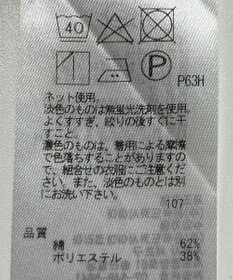 40
P
P63H
ネット使用。
淡色のものは無蛍光洗剤を使用。
よくすすぎ、絞りの後すぐに干
すこと。
濃色のものは、着用による摩擦
で色落ちすることがありますの
で、組合せの衣服にご注意くださ
い。また、淡色のものとは別
にお洗い下さい。
107
品質
綿 62%
ポリエステル 38%